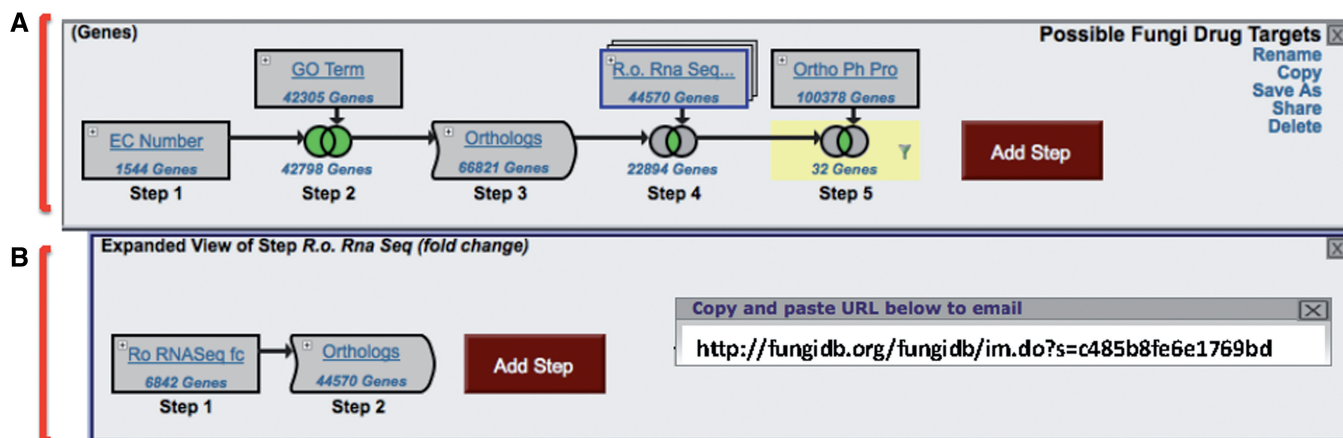 A
(Genes)
Possible Fungi Drug Targets
Rename
Copy
Save As
Share
Delete
GO Term
42305 Genes
R.o. Rna Seq...
44570 Genes
Ortho Ph Pro
100378 Genes
EC Number
1544 Genes
Step 1
42798 Genes
Step 2
Orthologs
66821 Genes
Step 3
22894 Genes
Step 4
32 Genes
Step 5
Add Step
B
Expanded View of Step R.o. Rna Seq (fold change)
Ro RNASeq fc
6842 Genes
Step 1
Orthologs
44570 Genes
Step 2
Add Step
Copy and paste URL below to email
http://fungidb.org/fungidb/im.do?s=c485b8fe6e1769bd